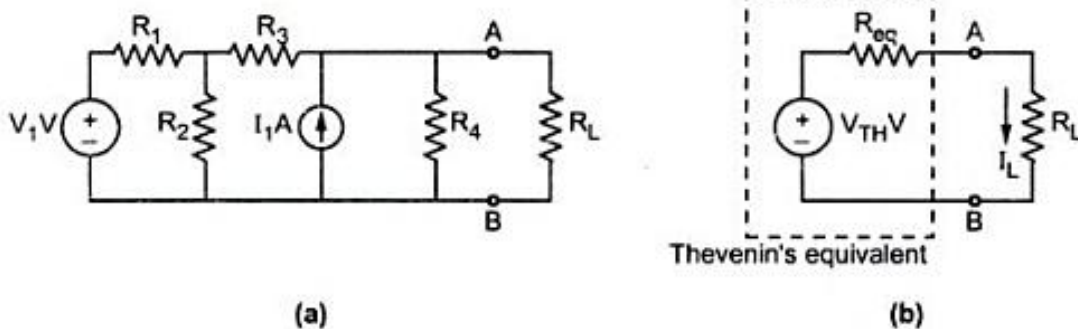 R1 R3 A
V1V R2 I1A R4 RL
B
(a)
Req A
VTHV IL RL
B
Thevenin's equivalent
(b)